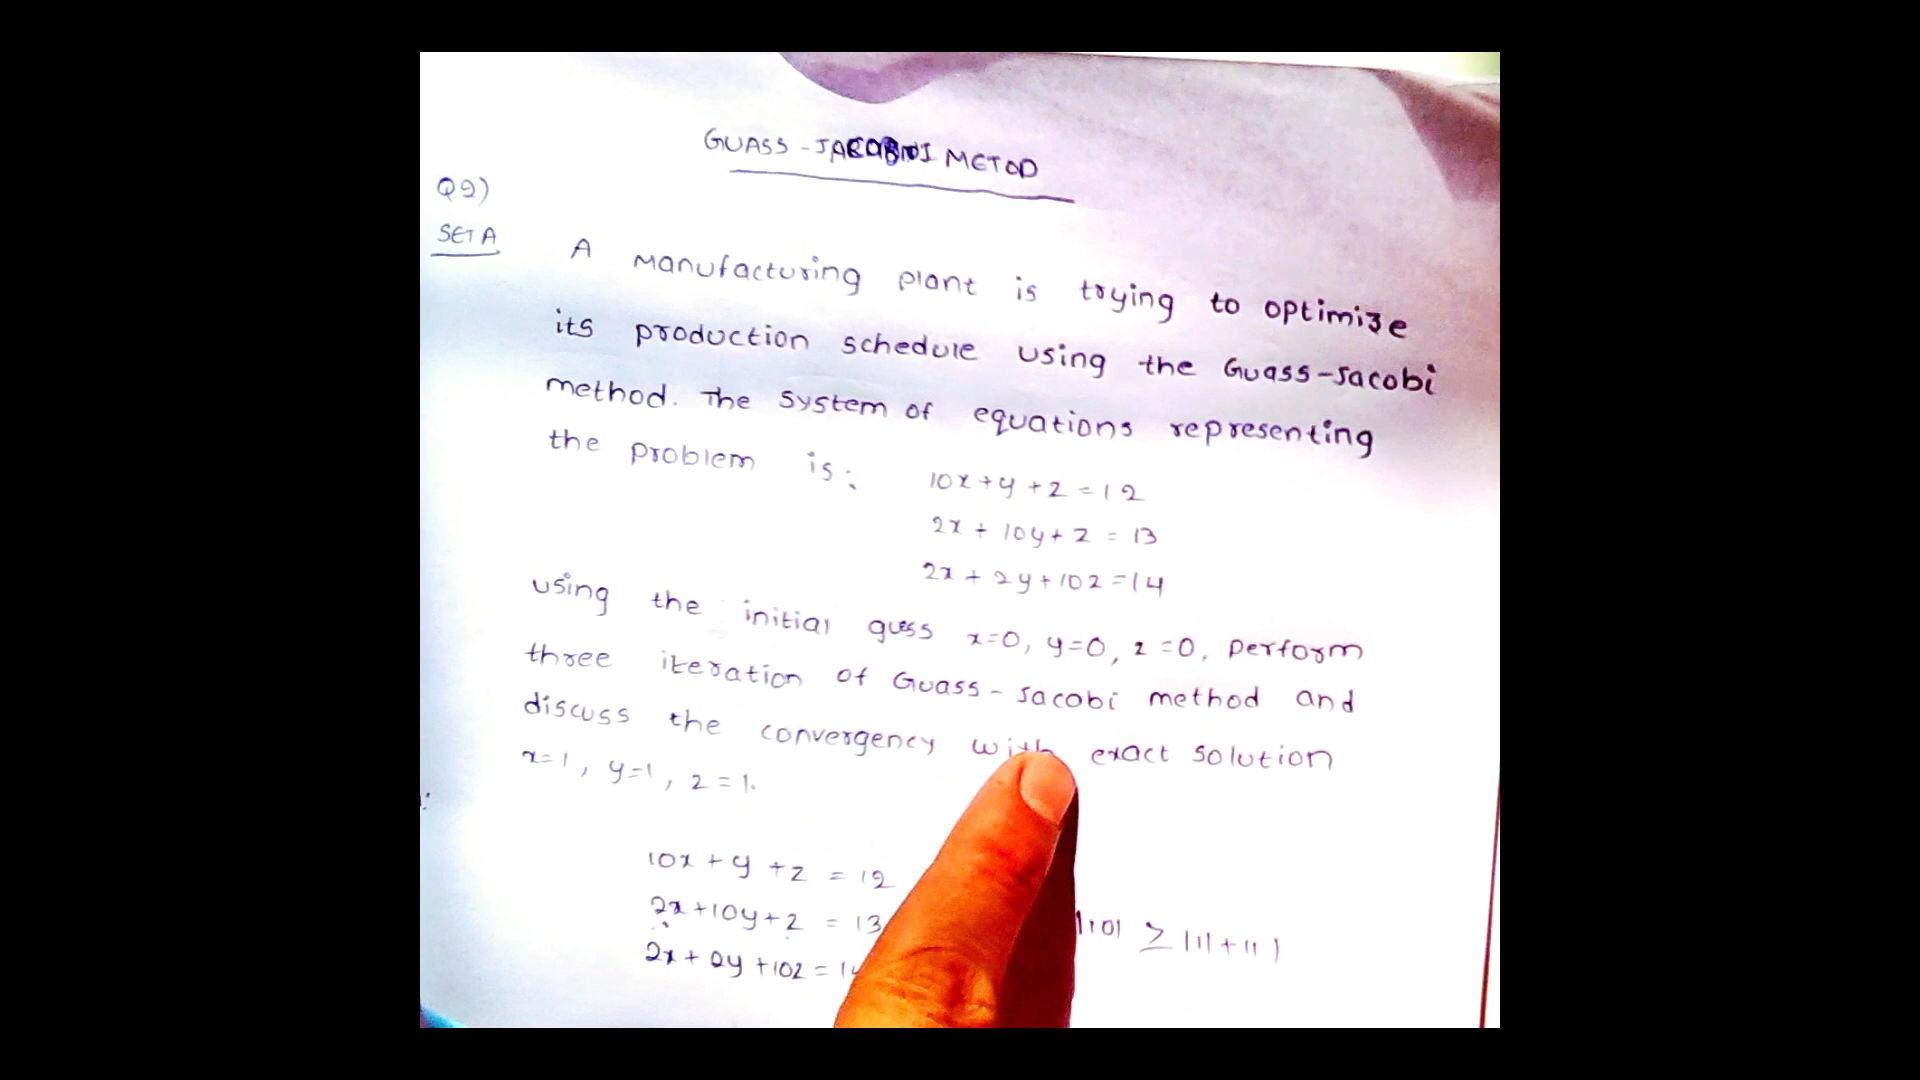 GUASS - JACOBI METOD
Q2)
SET A
A manufacturing plant is trying to optimize
its production schedule using the Guass-Jacobi
method. The system of equations representing
the problem is:
10x + y + z = 12
2x + 10y + z = 13
2x + 2y + 10z = 14
using the initial guess x=0, y=0, z=0, perform
three iteration of Guass - Jacobi method and
discuss the convergency with exact solution
x=1, y=1, z=1.
10x + y + z = 12
2x + 10y + z = 13
|10| ≥ |1| + |1|
2x + 2y + 10z = 14